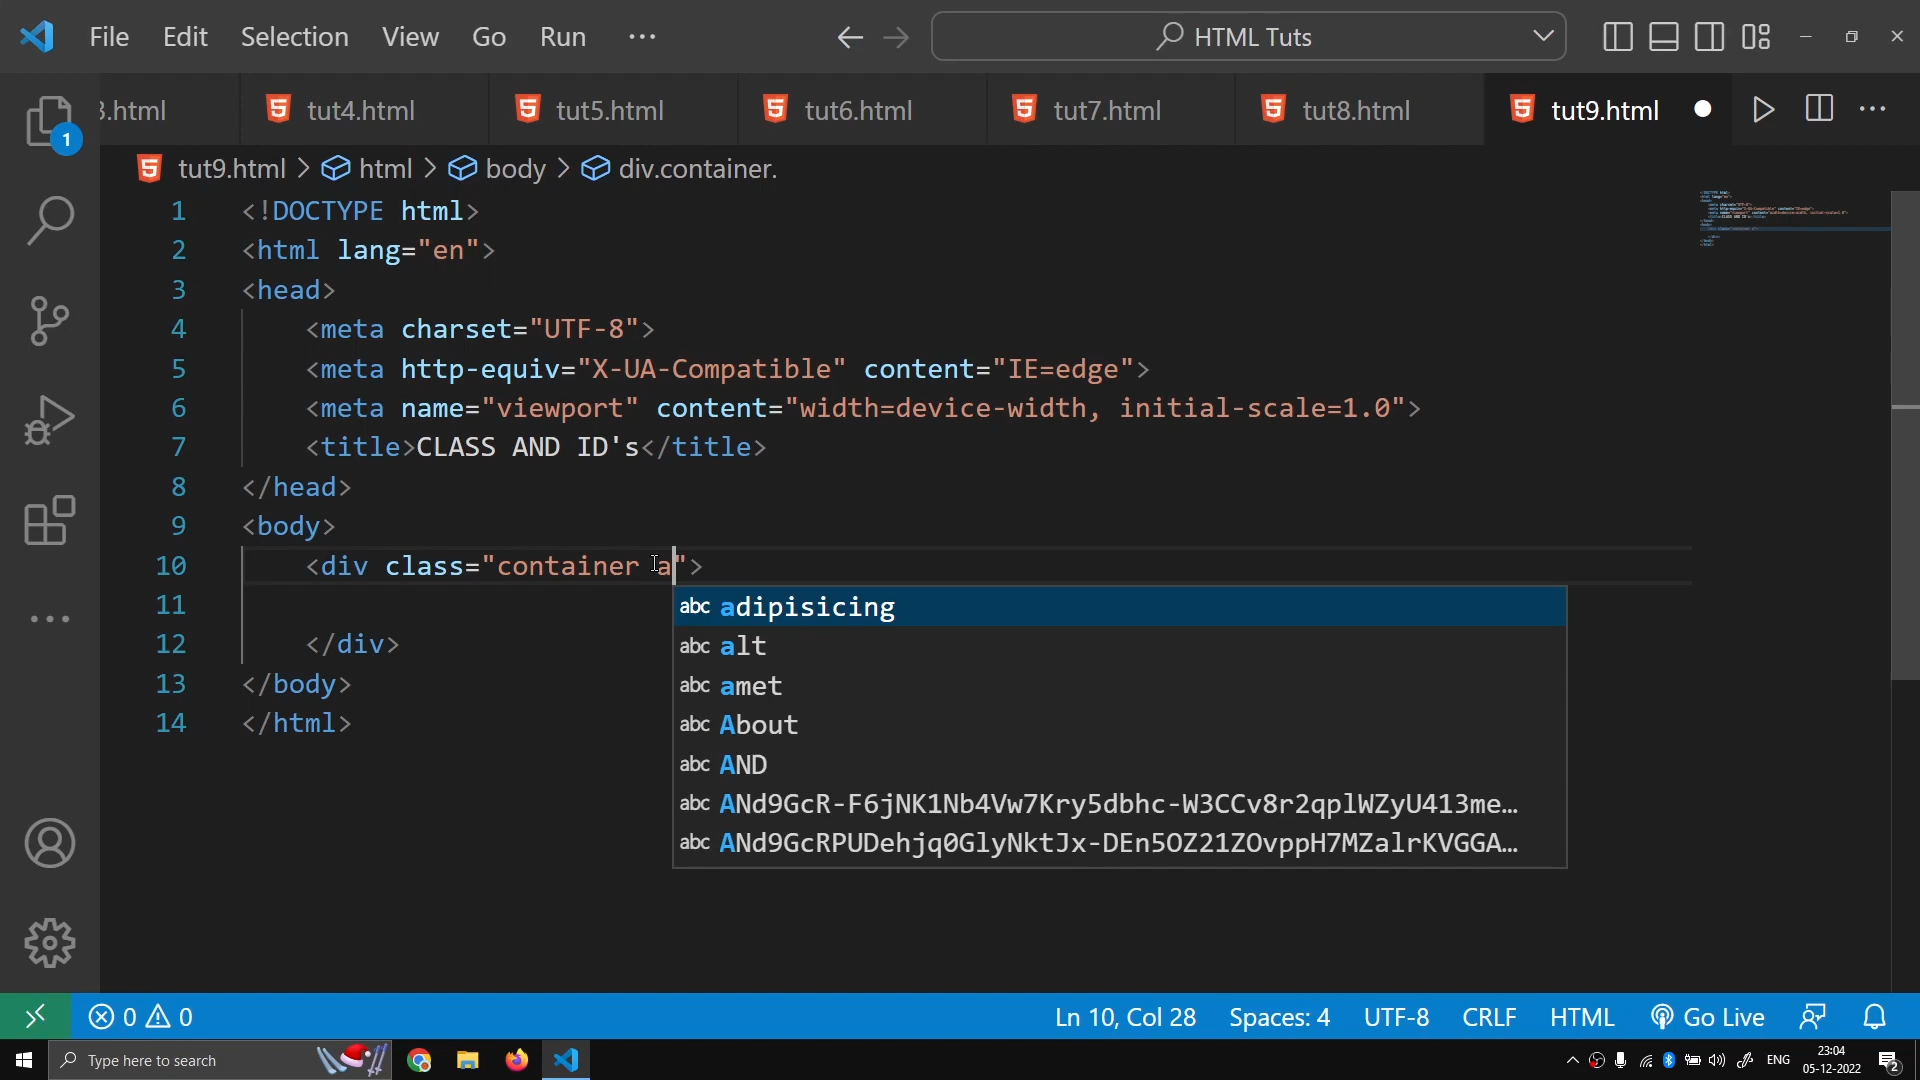 File Edit Selection View Go Run ··· HTML Tuts
3.html tut4.html tut5.html tut6.html tut7.html tut8.html tut9.html
1
tut9.html > html > body > div.container.
1 <!DOCTYPE html>
2 <html lang="en">
3 <head>
4 <meta charset="UTF-8">
5 <meta http-equiv="X-UA-Compatible" content="IE=edge">
6 <meta name="viewport" content="width=device-width, initial-scale=1.0">
7 <title>CLASS AND ID's</title>
8 </head>
9 <body>
10 <div class="container a">
11
12 </div>
13 </body>
14 </html>
abc adipisicing
abc alt
abc amet
abc About
abc AND
abc ANd9GcR-F6jNK1Nb4Vw7Kry5dbhc-W3CCv8r2qplWZyU413me…
abc ANd9GcRPUDehjq0GlyNktJx-DEn5OZ21ZOvppH7MZalrKVGGA…
0 0 Ln 10, Col 28 Spaces: 4 UTF-8 CRLF HTML Go Live
Type here to search ENG 23:04
05-12-2022 2